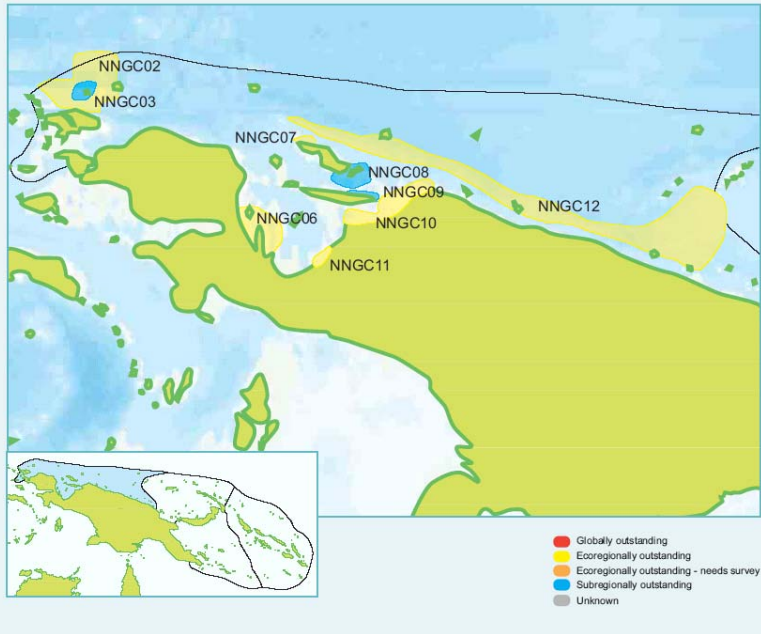 NNGC02
NNGC03
NNGC07
NNGC08
NNGC09
NNGC12
NNGC06
NNGC10
NNGC11
Globally outstanding
Ecoregionally outstanding
Ecoregionally outstanding - needs survey
Subregionally outstanding
Unknown